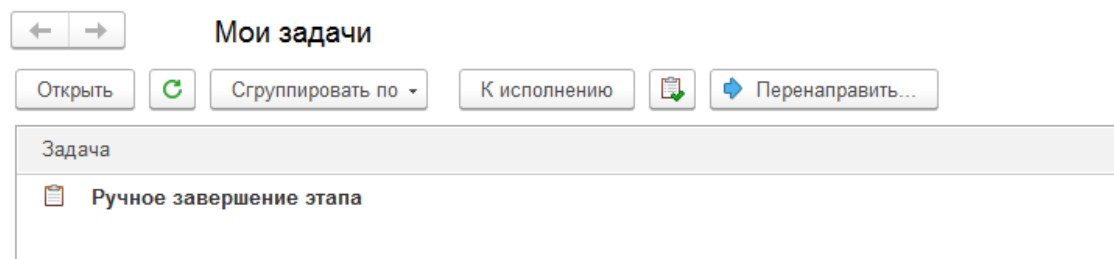 Мои задачи
Открыть Сгруппировать по К исполнению Перенаправить...
Задача
Ручное завершение этапа